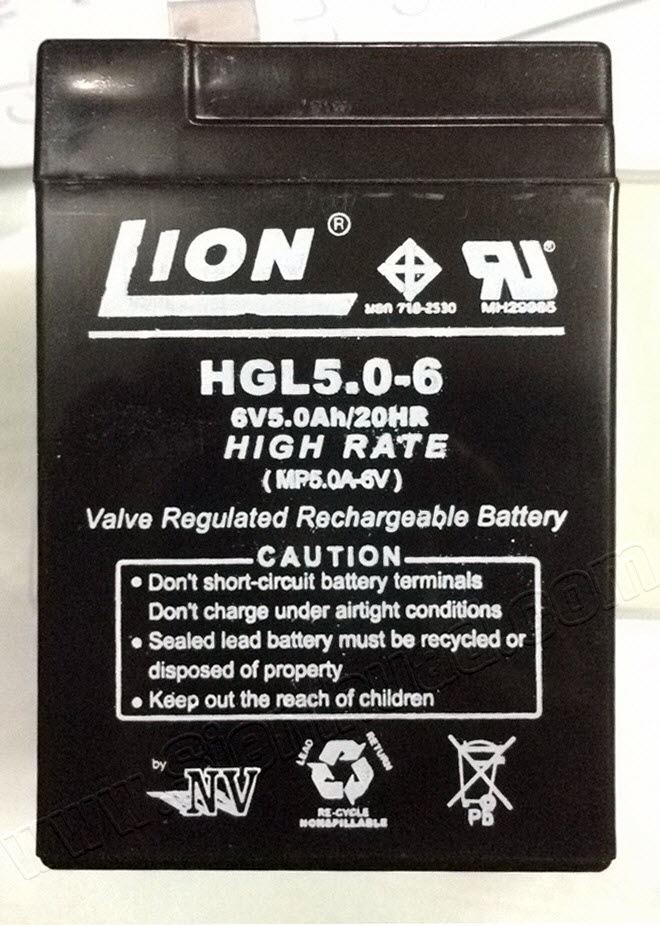 LION ®
มอก 718-2530
MH29985
HGL5.0-6
6V5.0Ah/20HR
HIGH RATE
(MP5.0A-6V)
Valve Regulated Rechargeable Battery
CAUTION
• Don't short-circuit battery terminals
Don't charge under airtight conditions
• Sealed lead battery must be recycled or
disposed of property
• Keep out the reach of children
by NV
LEAD RETURN
RE-CYCLE
NONSPILLABLE
Pb